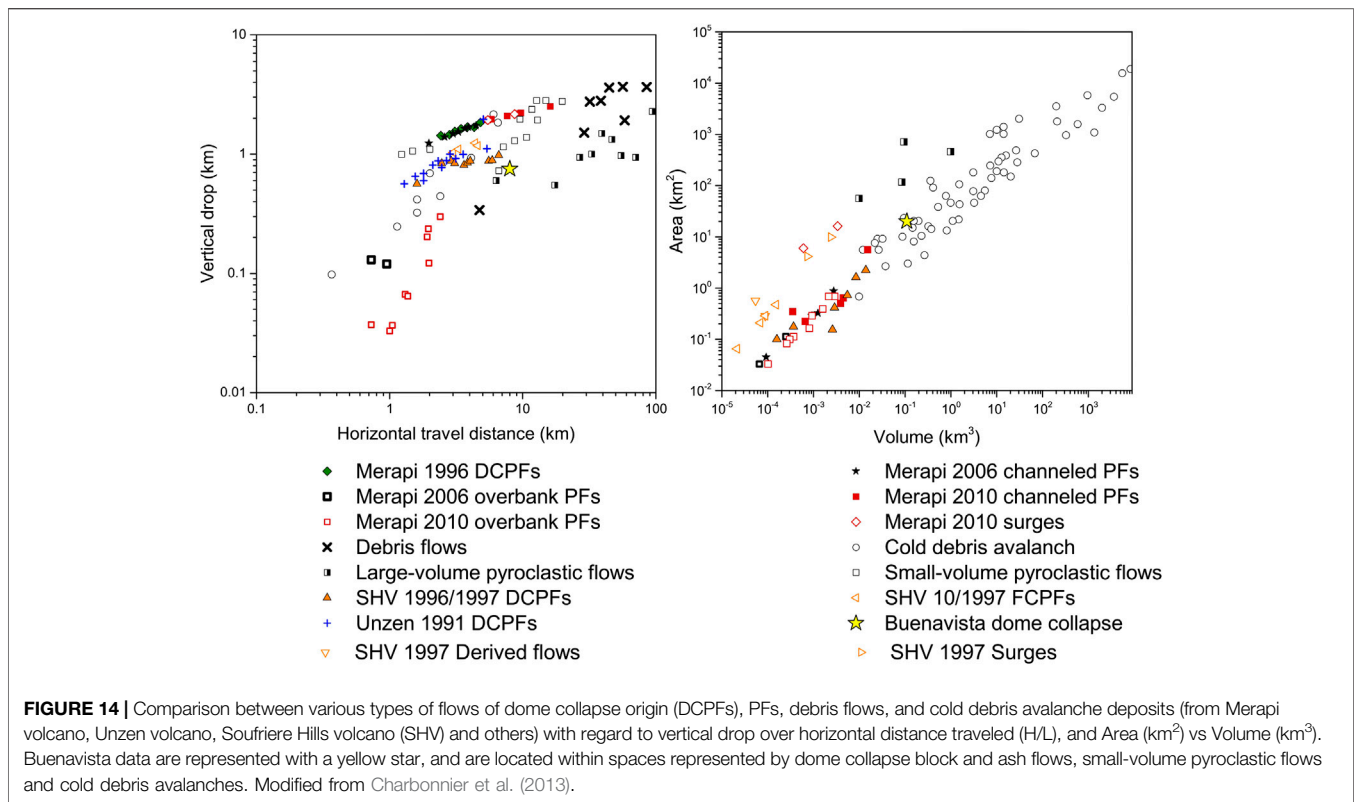 10
1
0.1
0.01
Vertical drop (km)
0.1
1
10
100
Horizontal travel distance (km)
10⁵
10⁴
10³
10²
10¹
10⁰
10⁻¹
10⁻²
Area (km²)
10⁻⁵
10⁻⁴
10⁻³
10⁻²
10⁻¹
10⁰
10¹
10²
10³
Volume (km³)
Merapi 1996 DCPFs
Merapi 2006 overbank PFs
Merapi 2010 overbank PFs
Debris flows
Large-volume pyroclastic flows
SHV 1996/1997 DCPFs
Unzen 1991 DCPFs
SHV 1997 Derived flows
Merapi 2006 channeled PFs
Merapi 2010 channeled PFs
Merapi 2010 surges
Cold debris avalanch
Small-volume pyroclastic flows
SHV 10/1997 FCPFs
Buenavista dome collapse
SHV 1997 Surges
FIGURE 14 | Comparison between various types of flows of dome collapse origin (DCPFs), PFs, debris flows, and cold debris avalanche deposits (from Merapi
volcano, Unzen volcano, Soufriere Hills volcano (SHV) and others) with regard to vertical drop over horizontal distance traveled (H/L), and Area (km²) vs Volume (km³).
Buenavista data are represented with a yellow star, and are located within spaces represented by dome collapse block and ash flows, small-volume pyroclastic flows
and cold debris avalanches. Modified from Charbonnier et al. (2013).